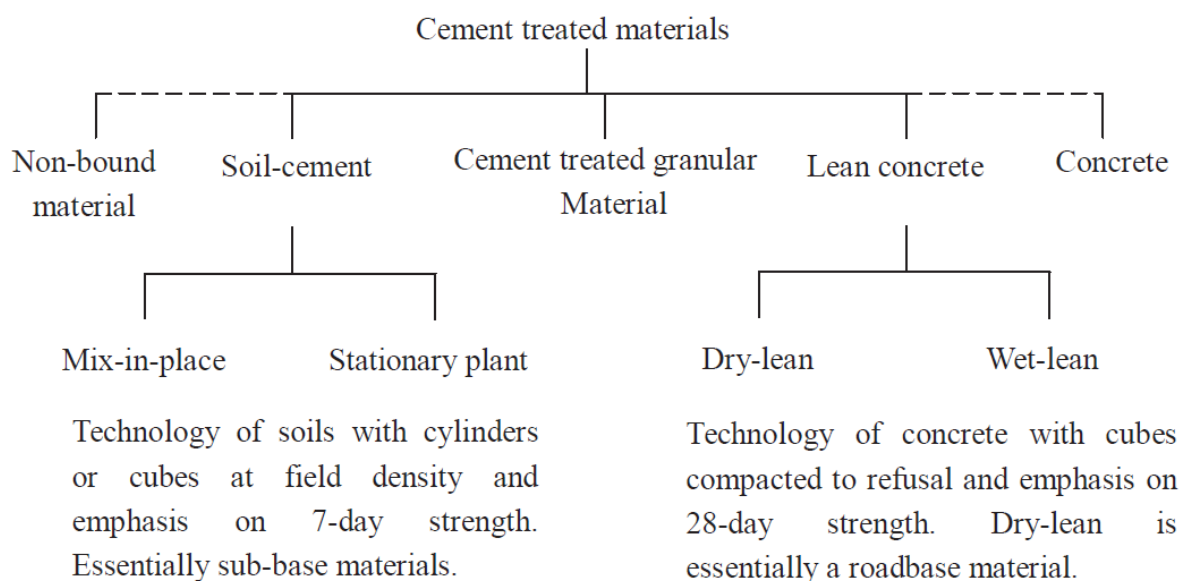 Cement treated materials
Non-bound
material
Soil-cement
Cement treated granular
Material
Lean concrete
Concrete
Mix-in-place
Stationary plant
Dry-lean
Wet-lean
Technology of soils with cylinders
or cubes at field density and
emphasis on 7-day strength.
Essentially sub-base materials.
Technology of concrete with cubes
compacted to refusal and emphasis on
28-day strength. Dry-lean is
essentially a roadbase material.